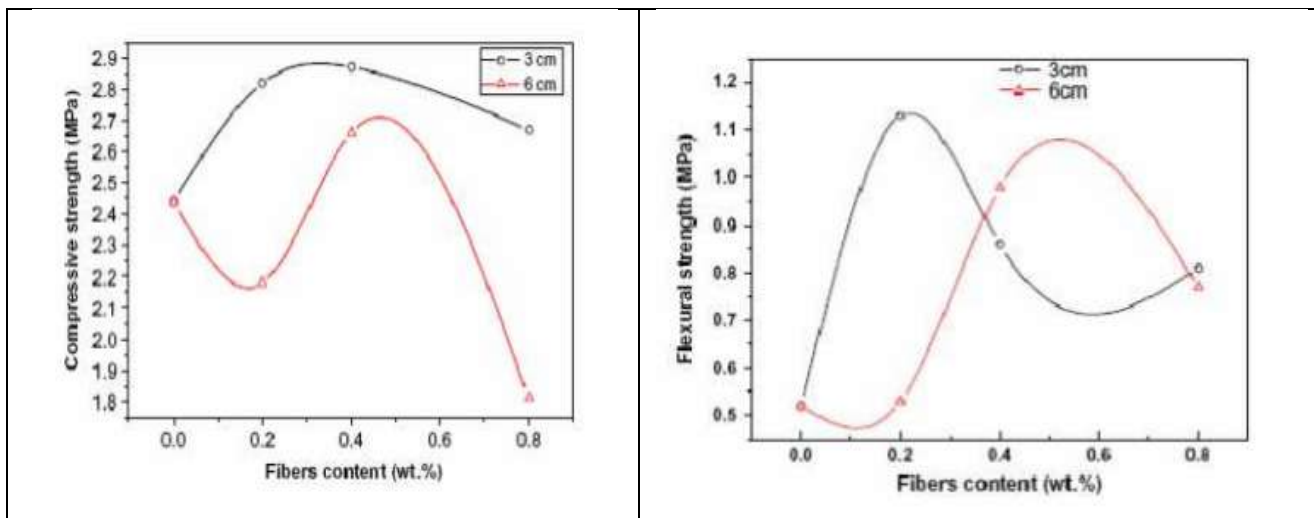 Compressive strength (MPa)
2.9
2.8
2.7
2.6
2.5
2.4
2.3
2.2
2.1
2.0
1.9
1.8
0.0 0.2 0.4 0.6 0.8
Fibers content (wt.%)
3 cm
6 cm
Flexural strength (MPa)
1.2
1.1
1.0
0.9
0.8
0.7
0.6
0.5
0.0 0.2 0.4 0.6 0.8
Fibers content (wt.%)
3cm
6cm